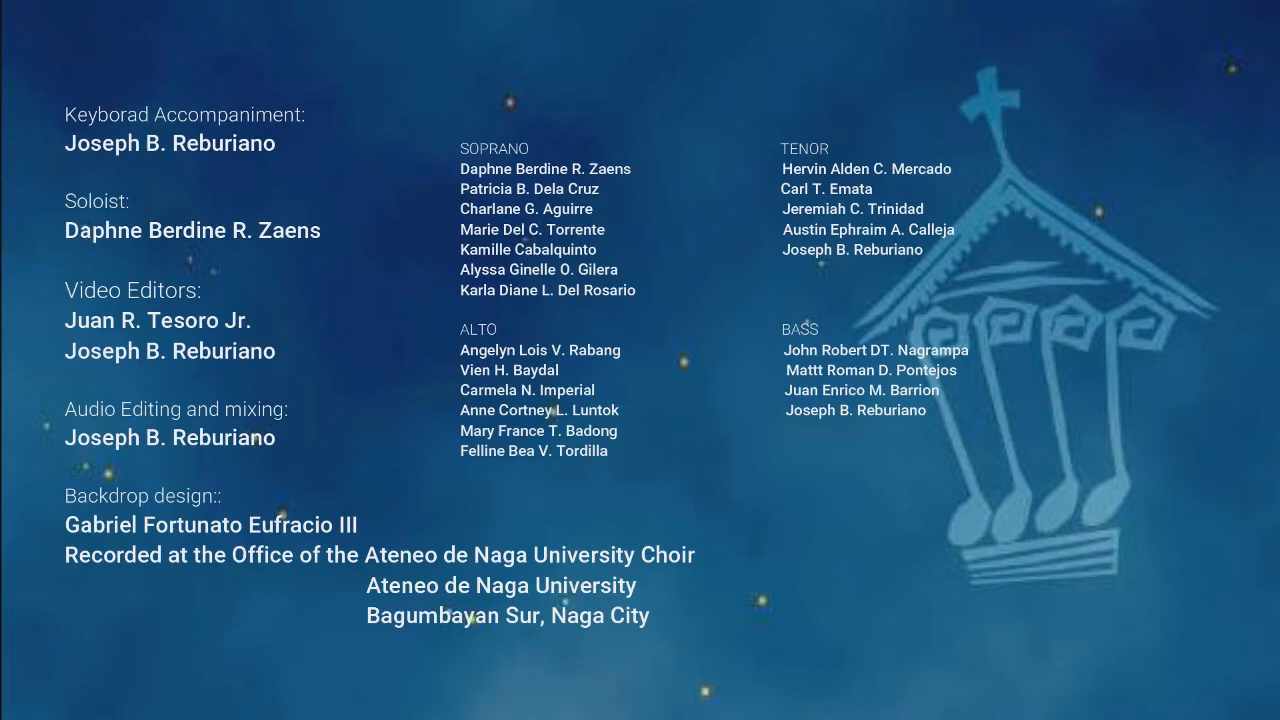 Keyborad Accompaniment:
Joseph B. Reburiano
Soloist:
Daphne Berdine R. Zaens
Video Editors:
Juan R. Tesoro Jr.
Joseph B. Reburiano
Audio Editing and mixing:
Joseph B. Reburiano
Backdrop design::
Gabriel Fortunato Eufracio III
Recorded at the Office of the Ateneo de Naga University Choir
Ateneo de Naga University
Bagumbayan Sur, Naga City
SOPRANO
Daphne Berdine R. Zaens
Patricia B. Dela Cruz
Charlane G. Aguirre
Marie Del C. Torrente
Kamille Cabalquinto
Alyssa Ginelle O. Gilera
Karla Diane L. Del Rosario
ALTO
Angelyn Lois V. Rabang
Vien H. Baydal
Carmela N. Imperial
Anne Cortney L. Luntok
Mary France T. Badong
Felline Bea V. Tordilla
TENOR
Hervin Alden C. Mercado
Carl T. Emata
Jeremiah C. Trinidad
Austin Ephraim A. Calleja
Joseph B. Reburiano
BASS
John Robert DT. Nagrampa
Mattt Roman D. Pontejos
Juan Enrico M. Barrion
Joseph B. Reburiano